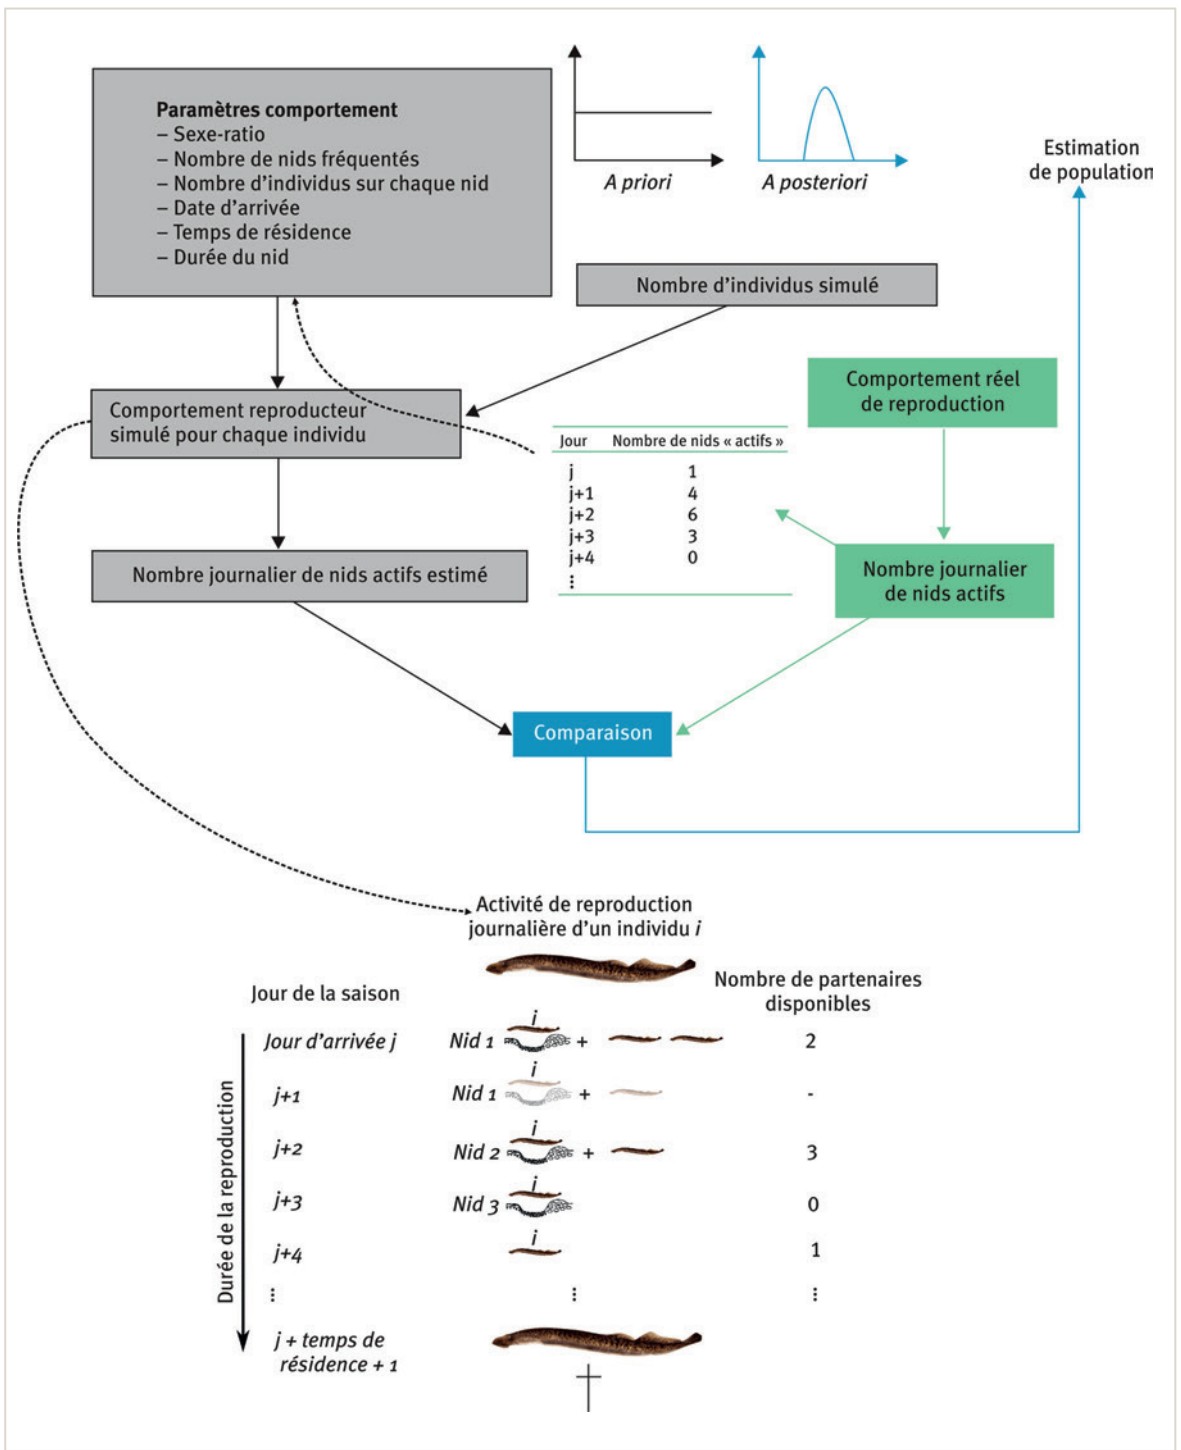 Paramètres comportement
– Sexe-ratio
– Nombre de nids fréquentés
– Nombre d'individus sur chaque nid
– Date d'arrivée
– Temps de résidence
– Durée du nid
A priori
A posteriori
Estimation
de population
Nombre d'individus simulé
Comportement reproducteur
simulé pour chaque individu
Comportement réel
de reproduction
Jour Nombre de nids « actifs »
j 1
j+1 4
j+2 6
j+3 3
j+4 0
⋮
Nombre journalier de nids actifs estimé
Nombre journalier
de nids actifs
Comparaison
Activité de reproduction
journalière d'un individu i
Jour de la saison
Nombre de partenaires
disponibles
Durée de la reproduction
i
Jour d'arrivée j Nid 1 + 2
i
j+1 Nid 1 + -
i
j+2 Nid 2 + 3
i
j+3 Nid 3 0
i
j+4 1
⋮ ⋮ ⋮
j + temps de
résidence + 1